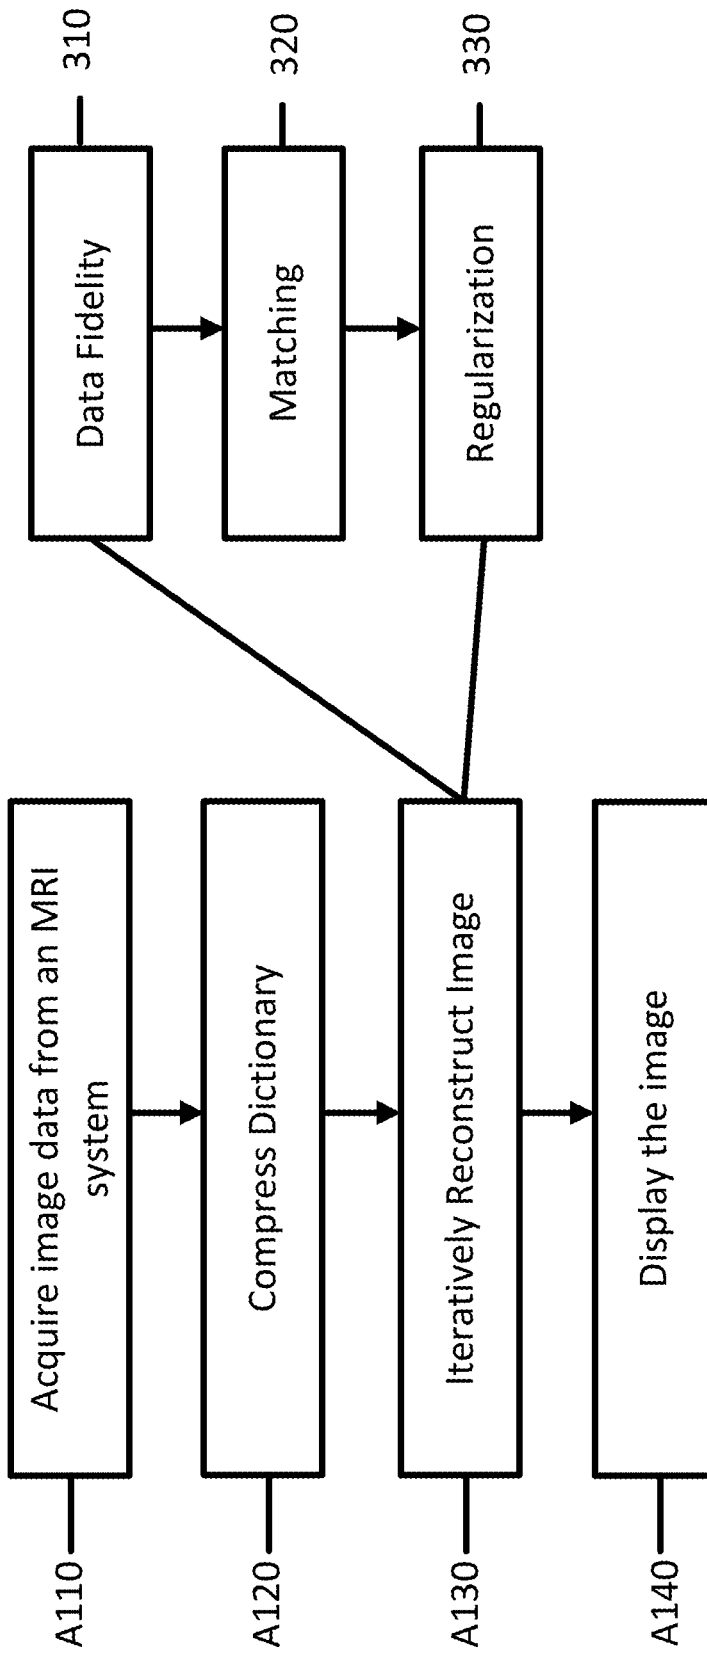 A110
Acquire image data from an MRI
system
A120
Compress Dictionary
A130
Iteratively Reconstruct Image
A140
Display the image
Data Fidelity
310
Matching
320
Regularization
330